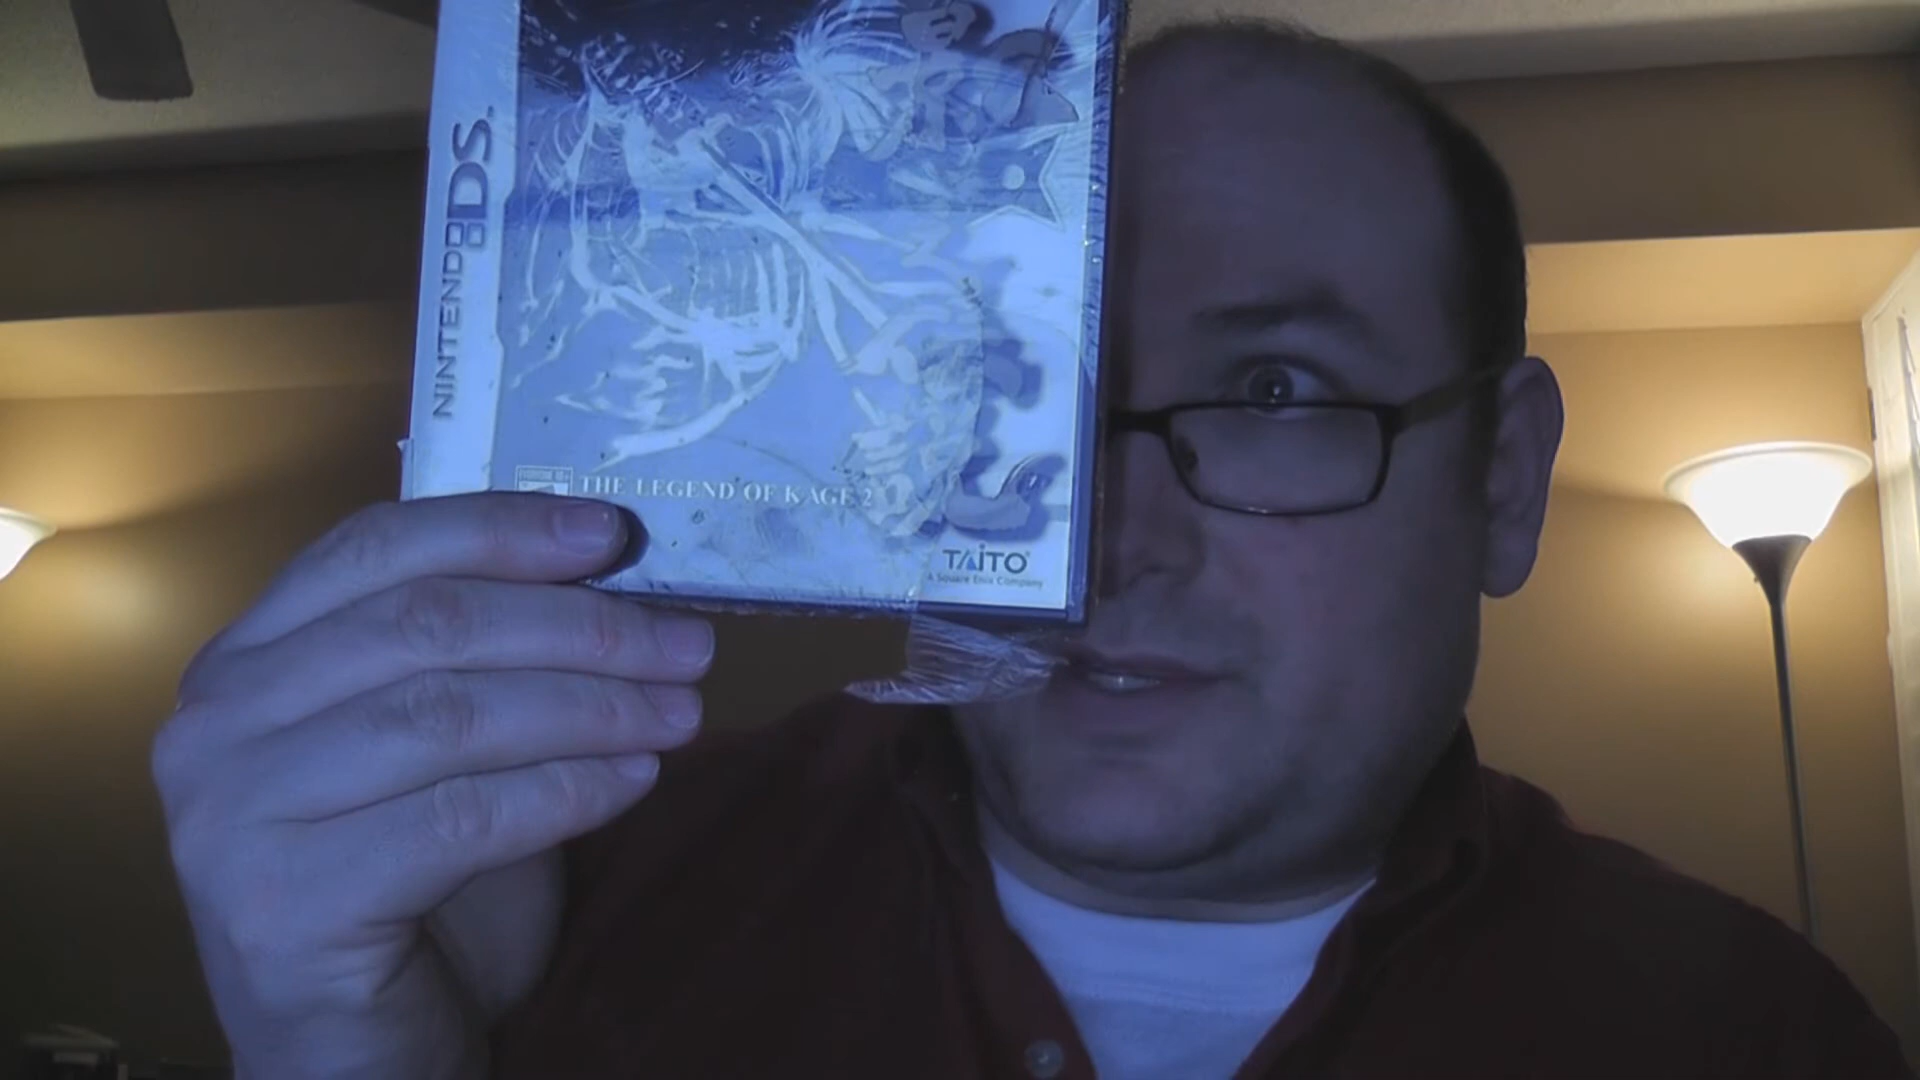 NINTENDO DS
THE LEGEND OF KAGE 2
TAITO
A Square Enix Company